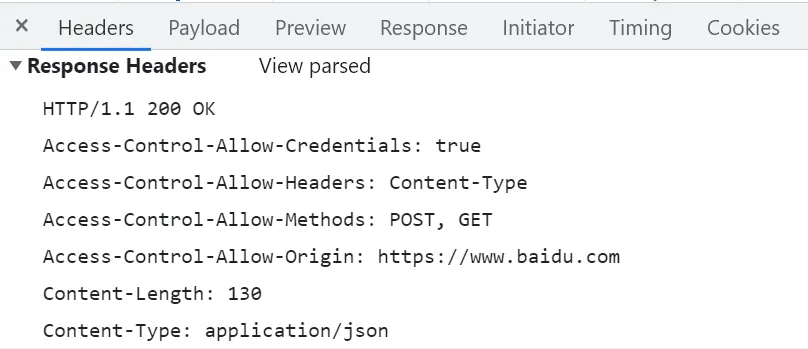 × Headers Payload Preview Response Initiator Timing Cookies
▼ Response Headers View parsed
HTTP/1.1 200 OK
Access-Control-Allow-Credentials: true
Access-Control-Allow-Headers: Content-Type
Access-Control-Allow-Methods: POST, GET
Access-Control-Allow-Origin: https://www.baidu.com
Content-Length: 130
Content-Type: application/json